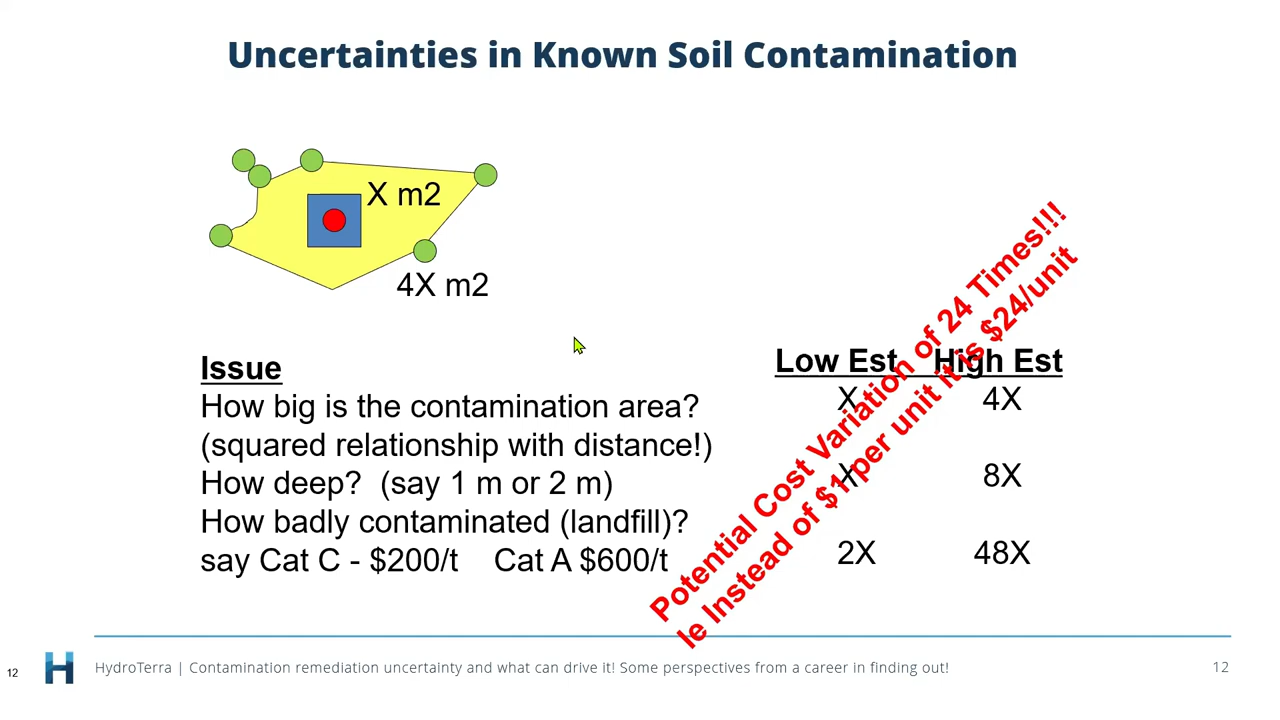 Uncertainties in Known Soil Contamination
X m2
4X m2
Issue
Low Est
High Est
How big is the contamination area?
X
4X
(squared relationship with distance!)
How deep? (say 1 m or 2 m)
X
8X
How badly contaminated (landfill)?
say Cat C - $200/t Cat A $600/t
2X
48X
Potential Cost Variation of 24 Times!!!
Ie Instead of $1 per unit it is $24/unit
12
HydroTerra | Contamination remediation uncertainty and what can drive it! Some perspectives from a career in finding out!
12